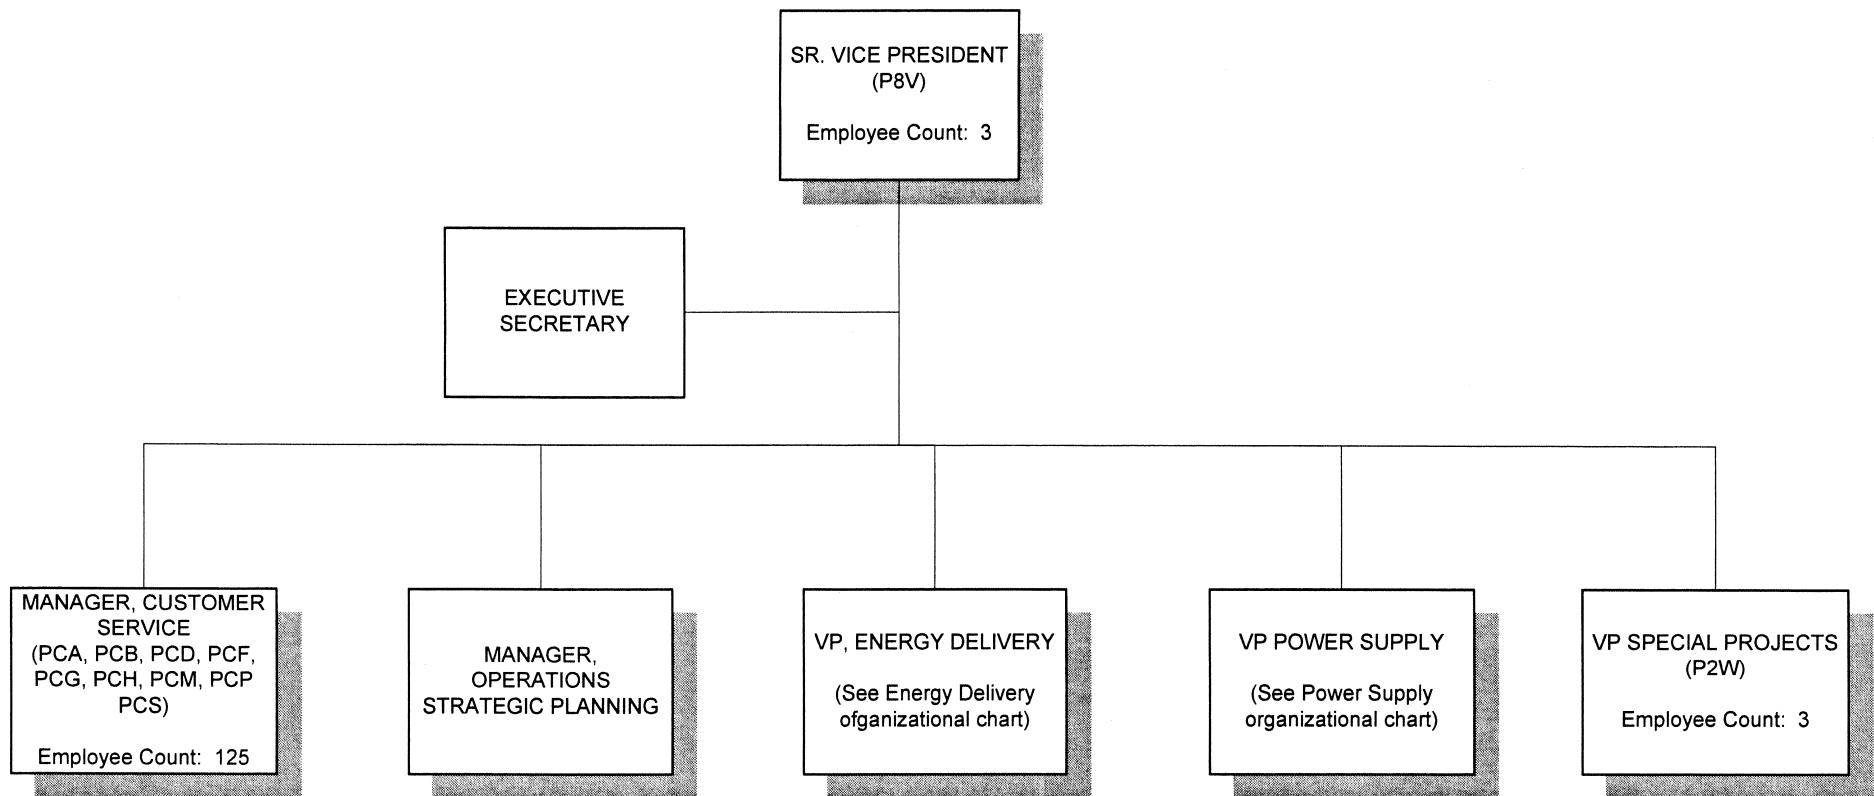 SR. VICE PRESIDENT
(P8V)
Employee Count: 3
EXECUTIVE
SECRETARY
MANAGER, CUSTOMER
SERVICE
(PCA, PCB, PCD, PCF,
PCG, PCH, PCM, PCP
PCS)
Employee Count: 125
MANAGER,
OPERATIONS
STRATEGIC PLANNING
VP, ENERGY DELIVERY
(See Energy Delivery
ofganizational chart)
VP POWER SUPPLY
(See Power Supply
organizational chart)
VP SPECIAL PROJECTS
(P2W)
Employee Count: 3